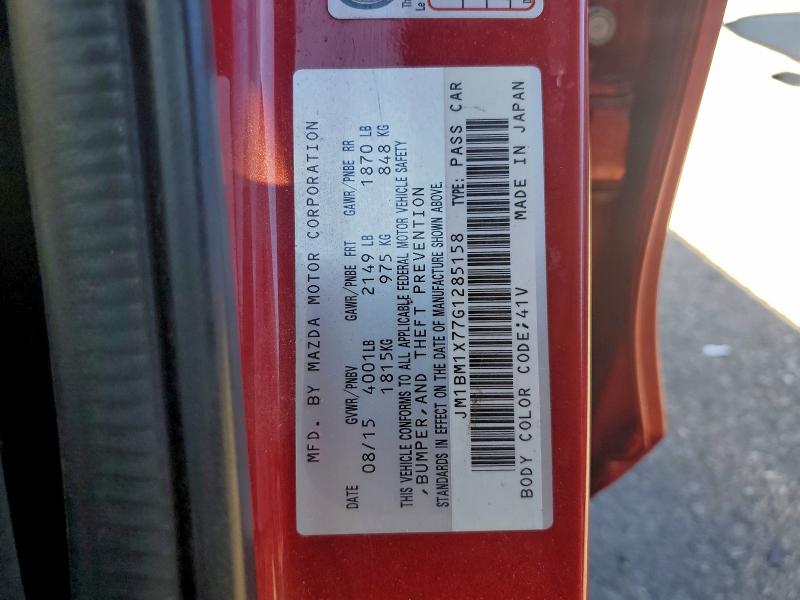 Th
Le
MFD. BY MAZDA MOTOR CORPORATION
DATE GVWR/PNBV GAWR/PNBE FRT GAWR/PNBE RR
08/15 4001LB 2149 LB 1870 LB
1815KG 975 KG 848 KG
THIS VEHICLE CONFORMS TO ALL APPLICABLE FEDERAL MOTOR VEHICLE SAFETY
,BUMPER,AND THEFT PREVENTION
STANDARDS IN EFFECT ON THE DATE OF MANUFACTURE SHOWN ABOVE.
JM1BM1X77G1285158 TYPE: PASS CAR
BODY COLOR CODE;41V MADE IN JAPAN